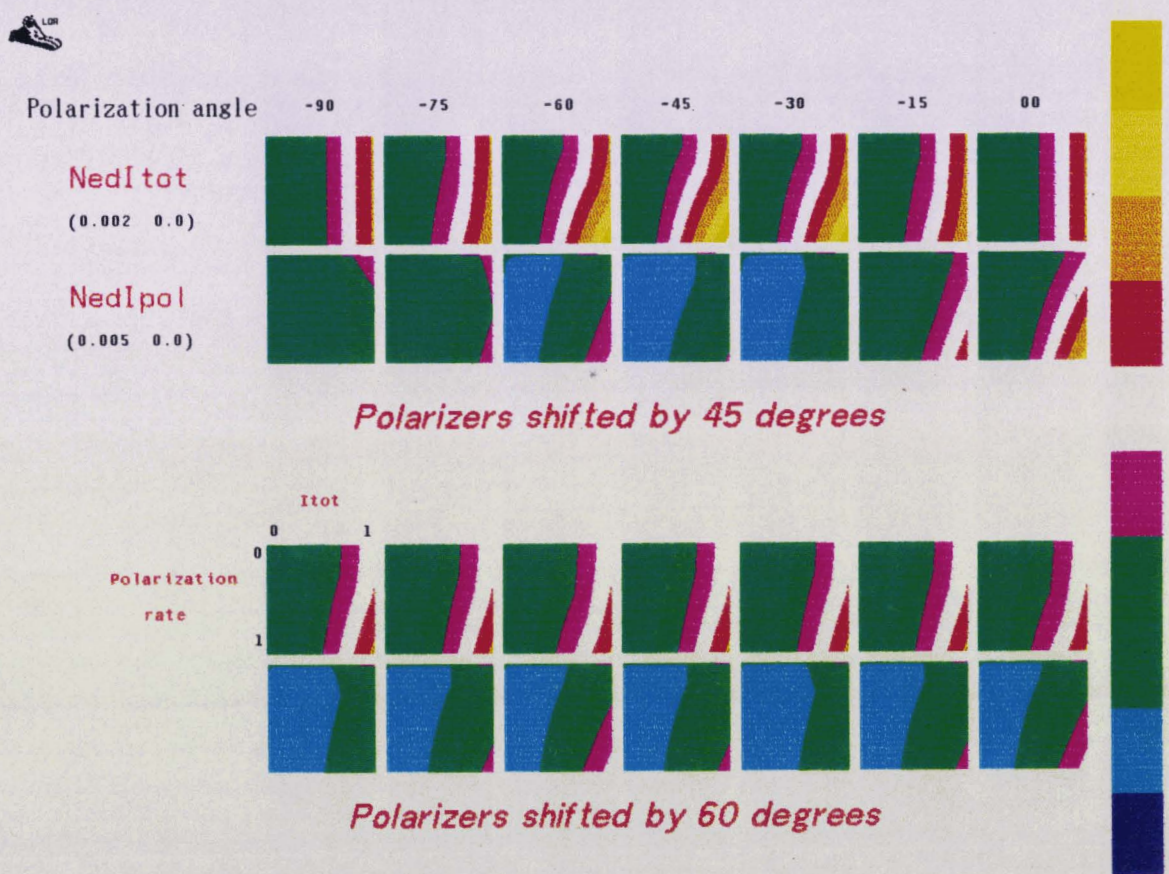 LOA
Polarization angle -90 -75 -60 -45 -30 -15 00
NedItot
(0.002 0.0)
NedIpol
(0.005 0.0)
Polarizers shifted by 45 degrees
Itot
0 1
0
Polarization
rate
1
Polarizers shifted by 60 degrees